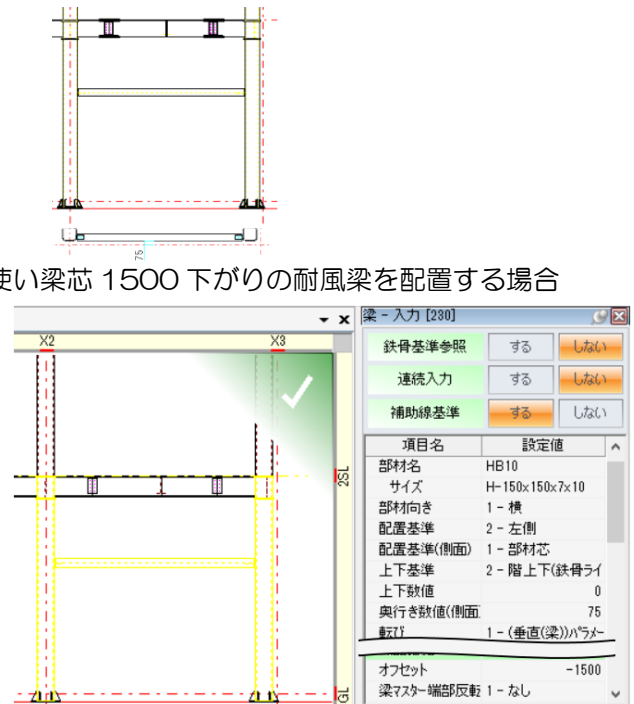 75
使い梁芯 1500 下がりの耐風梁を配置する場合
X2 X3
2SL
GL
梁 - 入力 [230]
鉄骨基準参照 する しない
連続入力 する しない
補助線基準 する しない
項目名 設定値
部材名 HB10
サイズ H-150x150x7x10
部材向き 1 - 横
配置基準 2 - 左側
配置基準(側面) 1 - 部材芯
上下基準 2 - 階上下(鉄骨ライ
上下数値 0
奥行き数値(側面 75
転び 1 - (垂直(梁))パラメー
オフセット -1500
梁マスター端部反転 1 - なし